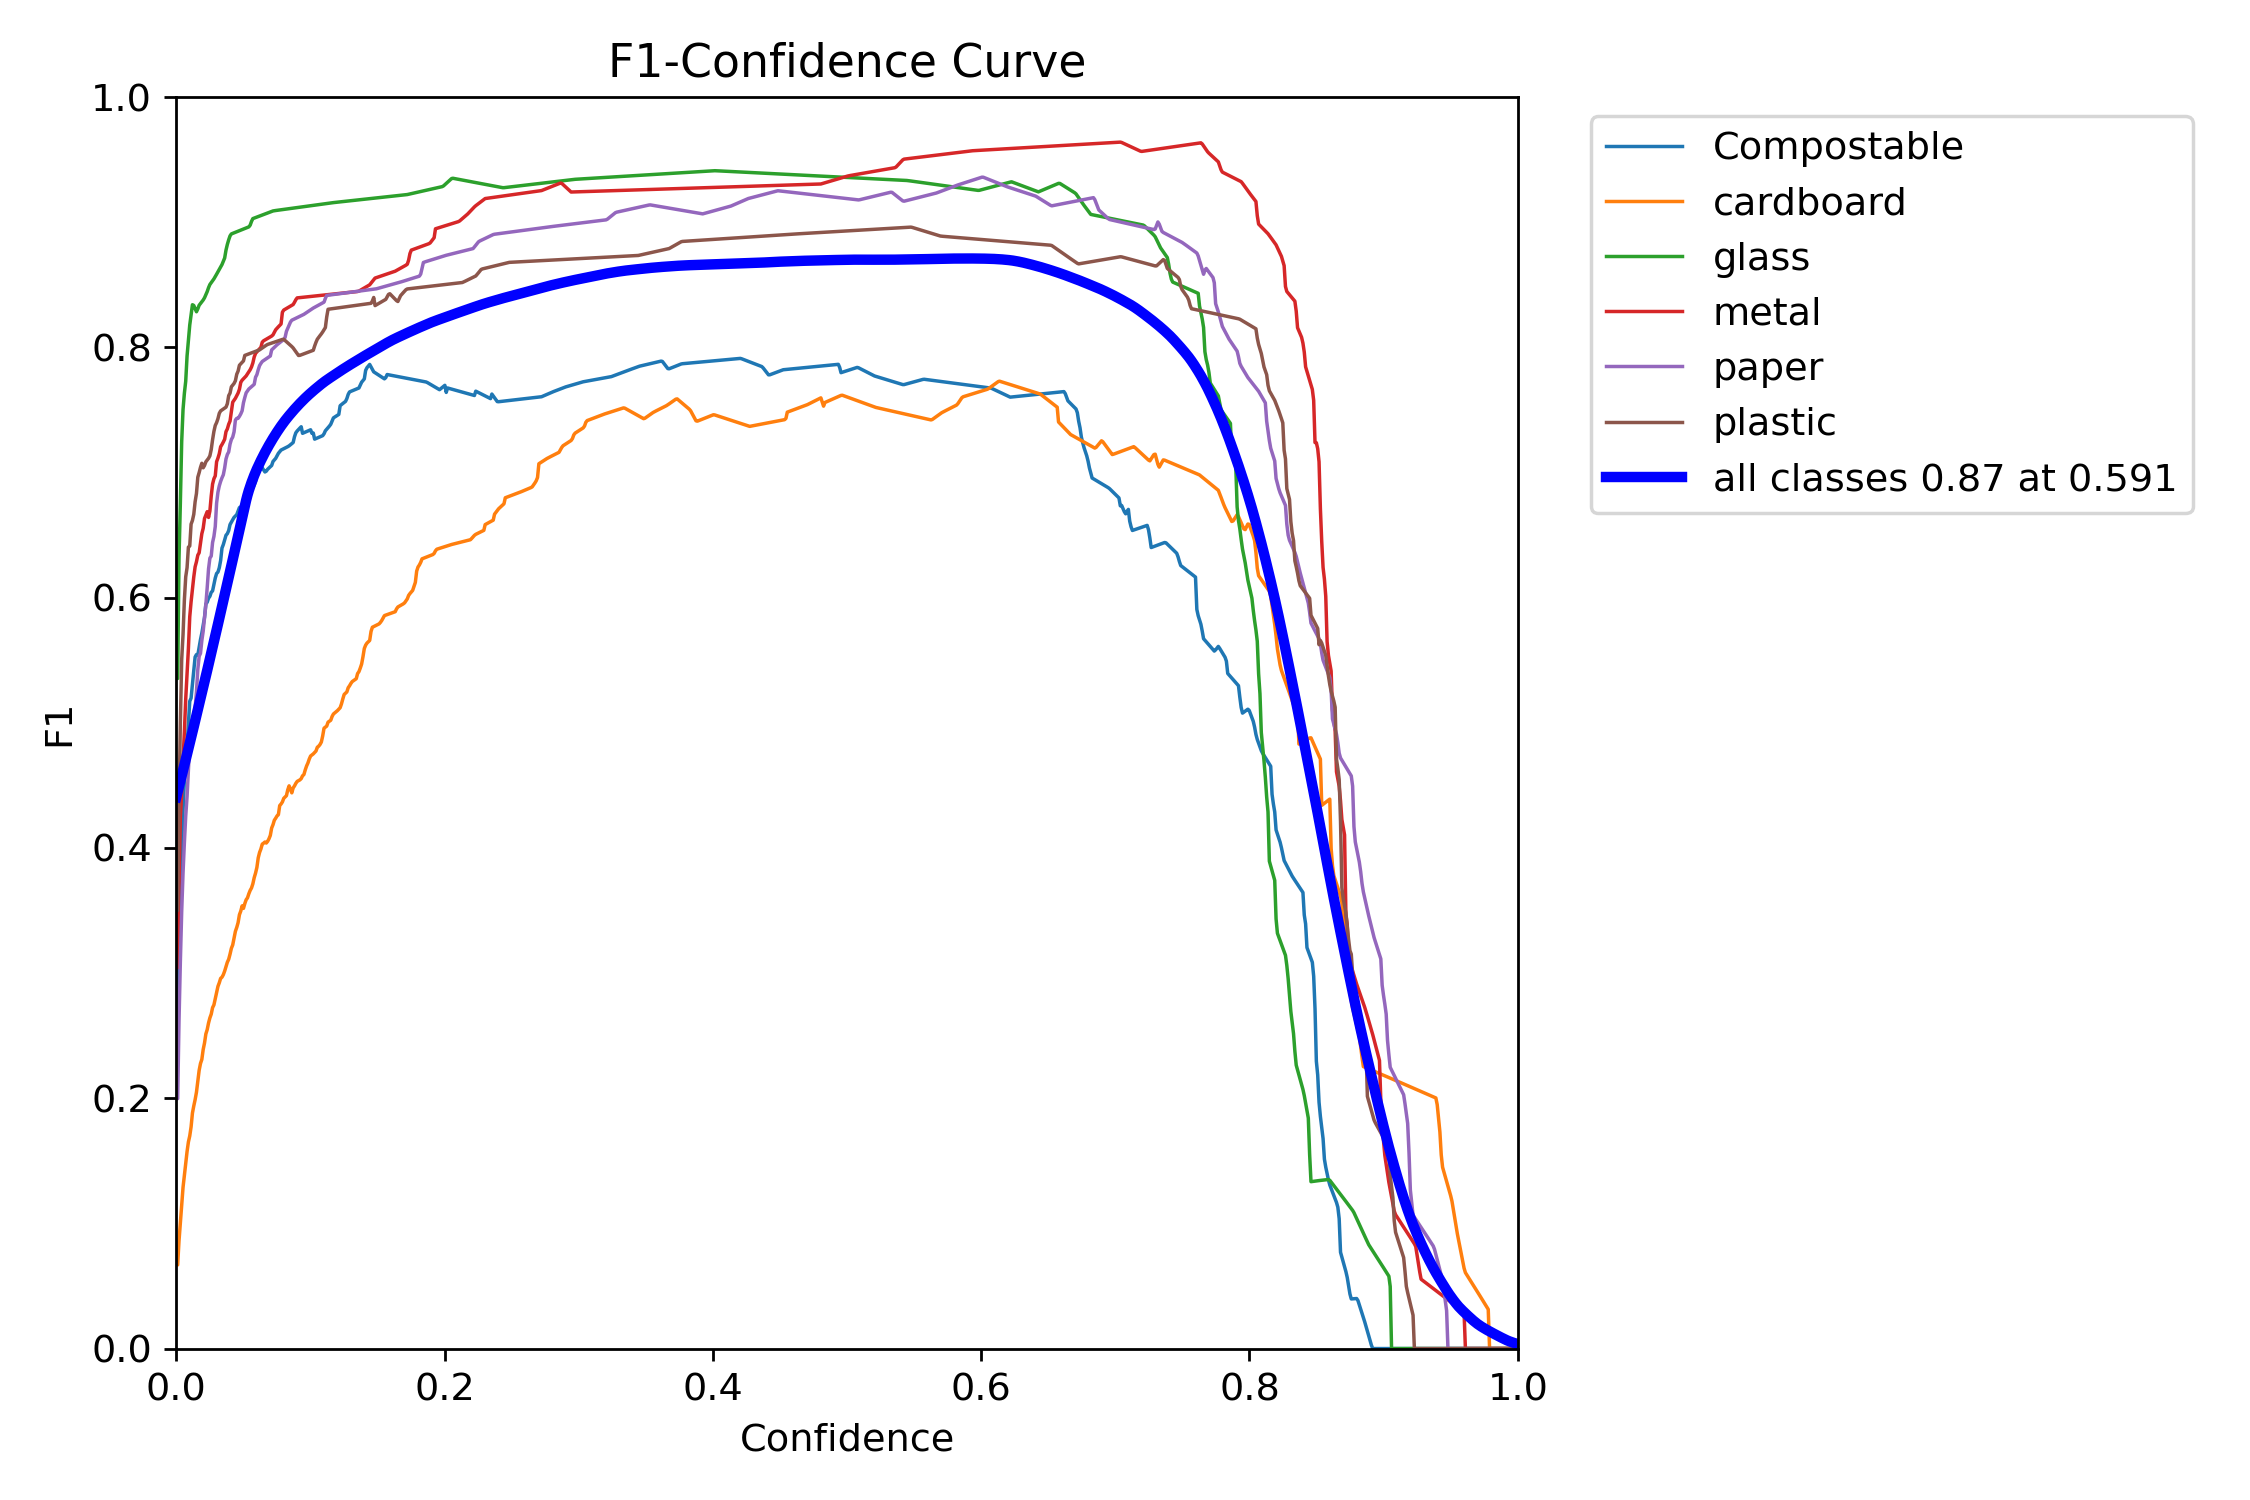 F1-Confidence Curve
F1
1.0
0.8
0.6
0.4
0.2
0.0
0.0 0.2 0.4 0.6 0.8 1.0
Confidence
Compostable
cardboard
glass
metal
paper
plastic
all classes 0.87 at 0.591